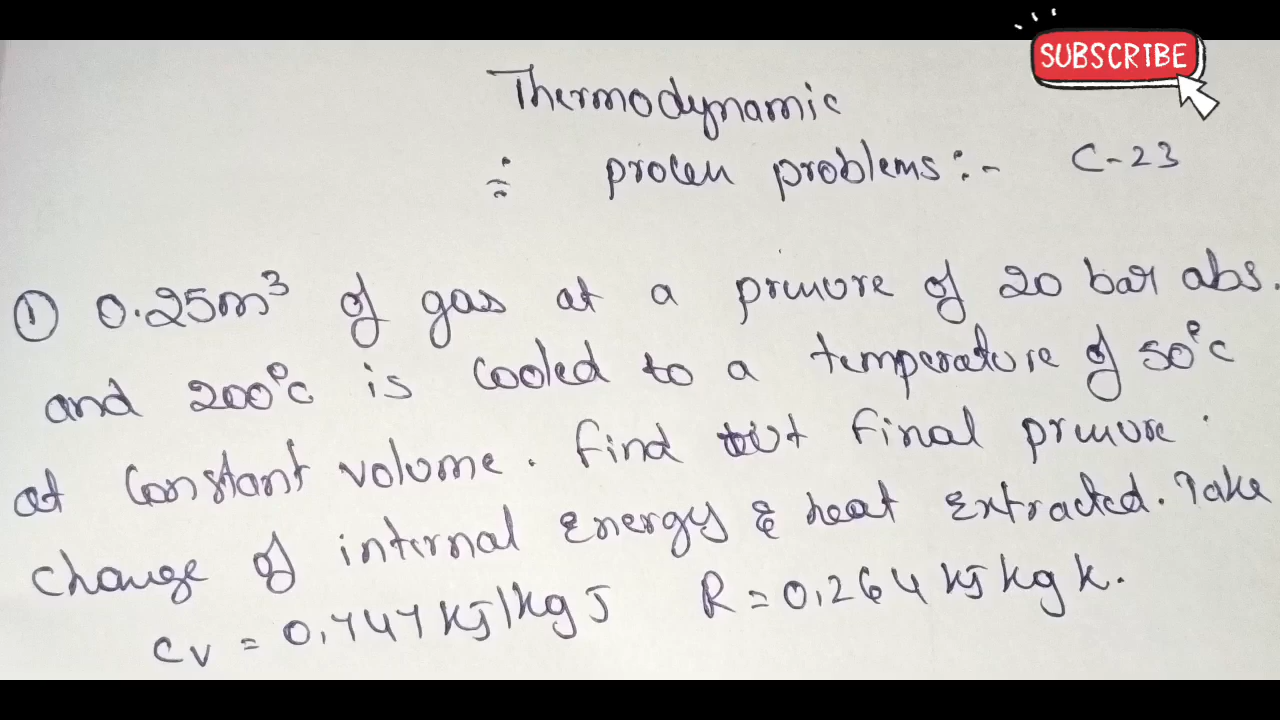 SUBSCRIBE
Thermodynamic
÷ process problems:- C-23
① 0.25m³ of gas at a pressure of 20 bar abs.
and 200°C is cooled to a temperature of 50°C
at constant volume. Find out final pressure.
change of internal energy & heat extracted. Take
Cv = 0.747 KJ/kg J R = 0.264 KJ kg K.